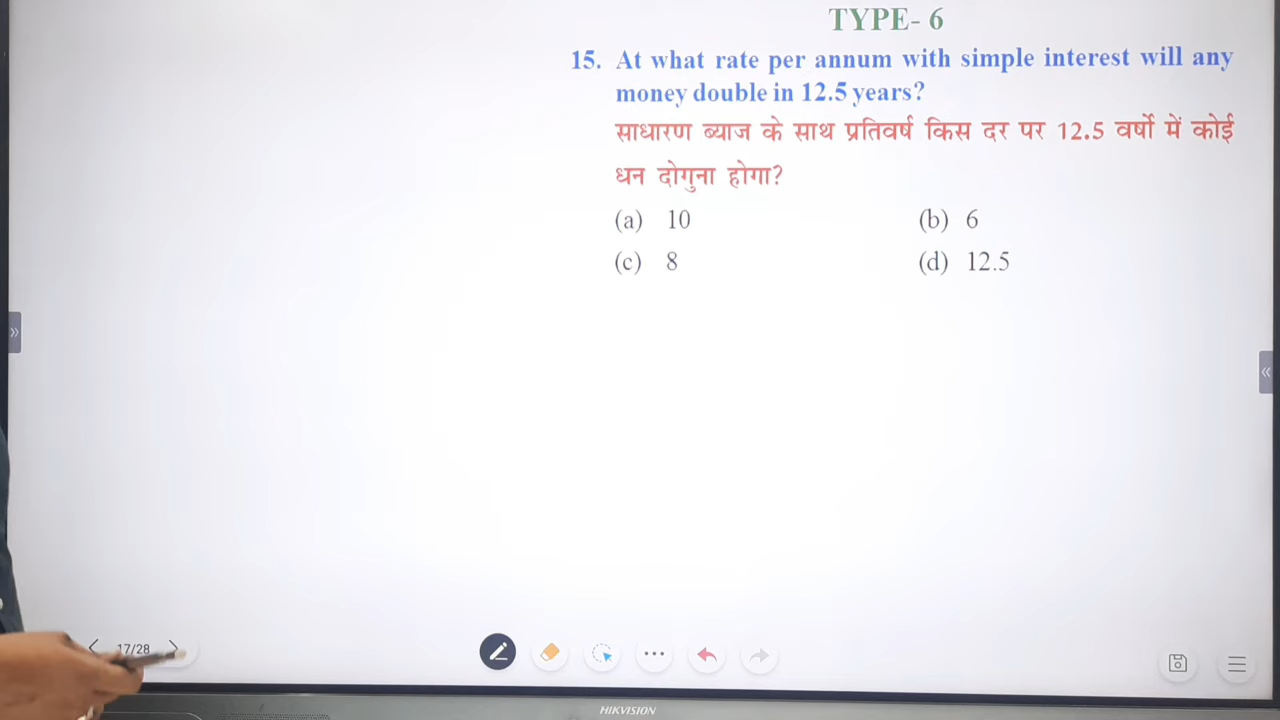 TYPE- 6
15. At what rate per annum with simple interest will any
money double in 12.5 years?
साधारण ब्याज के साथ प्रतिवर्ष किस दर पर 12.5 वर्षो में कोई
धन दोगुना होगा?
(a) 10 (b) 6
(c) 8 (d) 12.5
17/28
HIKVISION